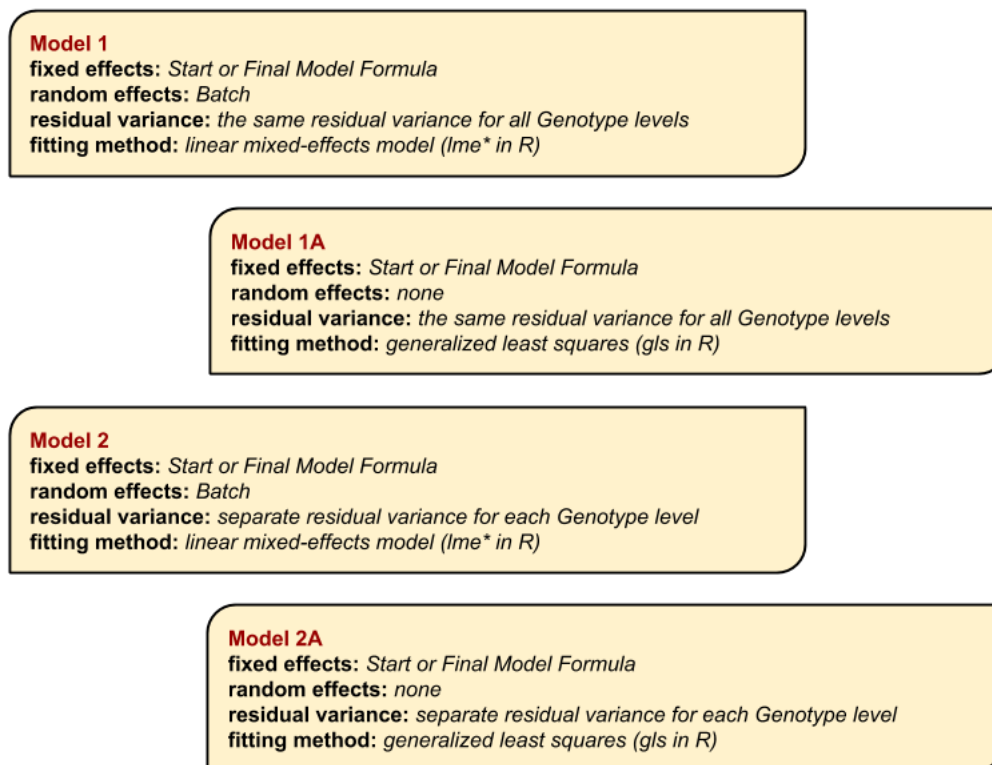 Model 1
fixed effects: Start or Final Model Formula
random effects: Batch
residual variance: the same residual variance for all Genotype levels
fitting method: linear mixed-effects model (lme* in R)
Model 1A
fixed effects: Start or Final Model Formula
random effects: none
residual variance: the same residual variance for all Genotype levels
fitting method: generalized least squares (gls in R)
Model 2
fixed effects: Start or Final Model Formula
random effects: Batch
residual variance: separate residual variance for each Genotype level
fitting method: linear mixed-effects model (lme* in R)
Model 2A
fixed effects: Start or Final Model Formula
random effects: none
residual variance: separate residual variance for each Genotype level
fitting method: generalized least squares (gls in R)